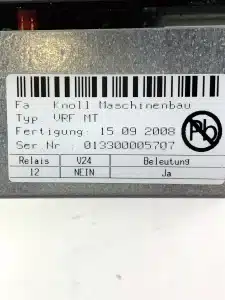 Fa    Knoll Maschinenbau
Typ   VRF MT
Fertigung: 15 09 2008
Ser Nr : 013300005707
Pb
Relais V24 Beleutung
12 NEIN Ja